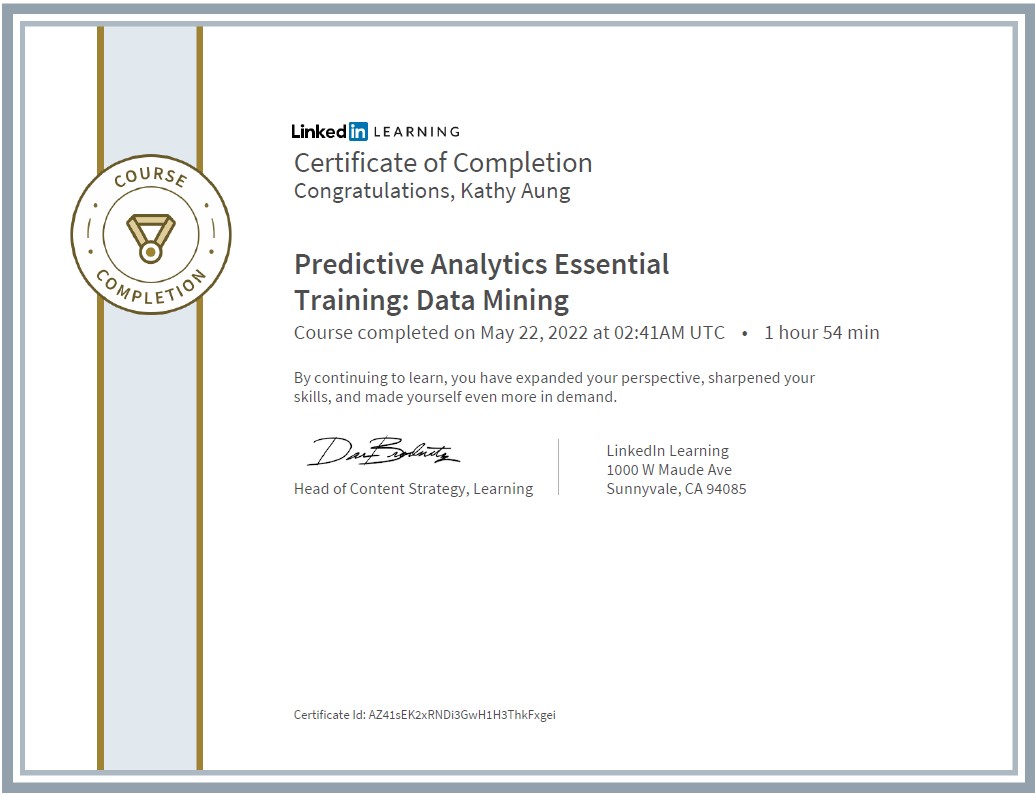 COURSE
COMPLETION
Linked in LEARNING
Certificate of Completion
Congratulations, Kathy Aung
Predictive Analytics Essential
Training: Data Mining
Course completed on May 22, 2022 at 02:41AM UTC • 1 hour 54 min
By continuing to learn, you have expanded your perspective, sharpened your
skills, and made yourself even more in demand.
Head of Content Strategy, Learning
LinkedIn Learning
1000 W Maude Ave
Sunnyvale, CA 94085
Certificate Id: AZ41sEK2xRNDi3GwH1H3ThkFxgei